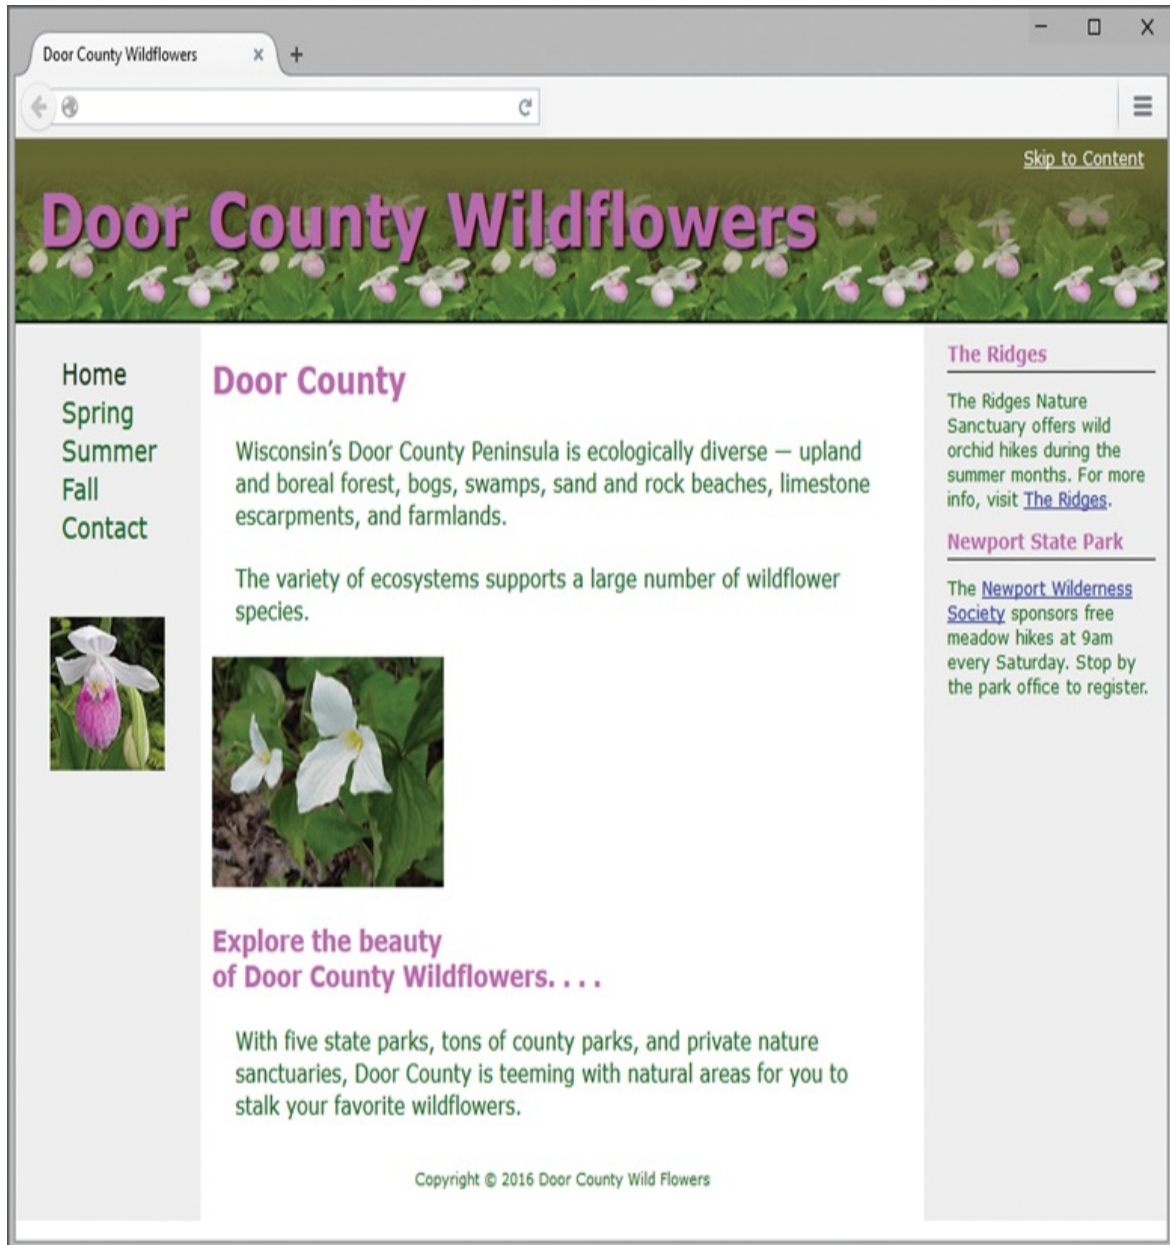 Door County Wildflowers
Skip to Content
Door County Wildflowers
Home
Spring
Summer
Fall
Contact
Door County
Wisconsin's Door County Peninsula is ecologically diverse — upland
and boreal forest, bogs, swamps, sand and rock beaches, limestone
escarpments, and farmlands.
The variety of ecosystems supports a large number of wildflower
species.
Explore the beauty
of Door County Wildflowers. . . .
With five state parks, tons of county parks, and private nature
sanctuaries, Door County is teeming with natural areas for you to
stalk your favorite wildflowers.
Copyright © 2016 Door County Wild Flowers
The Ridges
The Ridges Nature
Sanctuary offers wild
orchid hikes during the
summer months. For more
info, visit The Ridges.
Newport State Park
The Newport Wilderness
Society sponsors free
meadow hikes at 9am
every Saturday. Stop by
the park office to register.